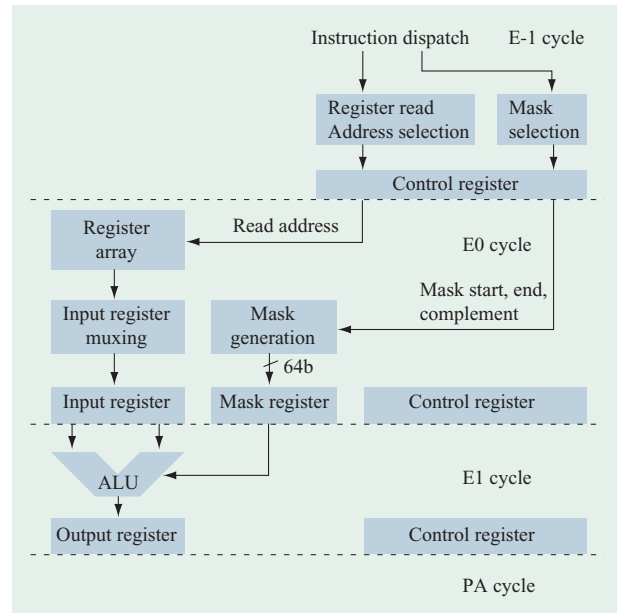 Instruction dispatch
E-1 cycle
Register read
Address selection
Mask
selection
Control register
Read address
Register
array
E0 cycle
Mask start, end,
complement
Input register
muxing
Mask
generation
64b
Input register
Mask register
Control register
ALU
E1 cycle
Output register
Control register
PA cycle